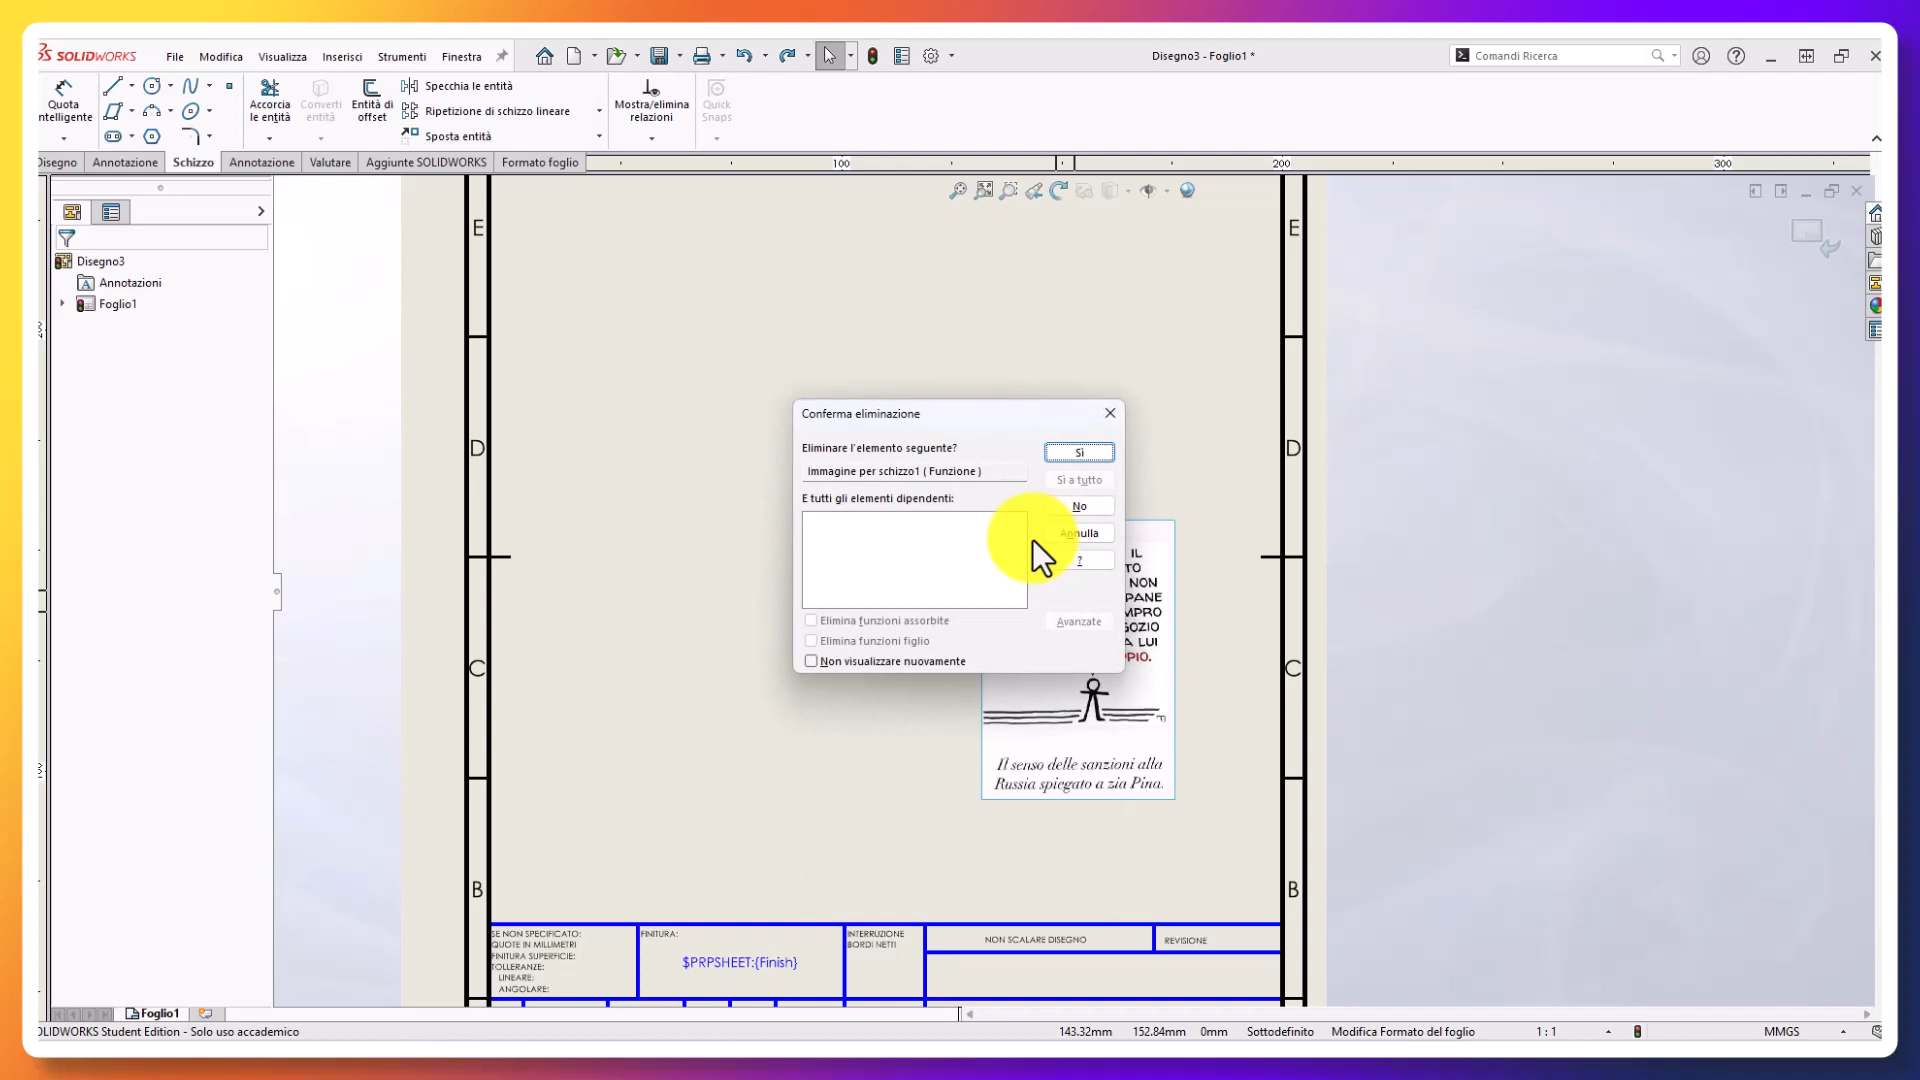 SOLIDWORKS
File Modifica Visualizza Inserisci Strumenti Finestra
Disegno3 - Foglio1 *
Comandi Ricerca
Quota
intelligente
Accorcia
le entità
Converti
entità
Entità di
offset
Specchia le entità
Ripetizione di schizzo lineare
Sposta entità
Mostra/elimina
relazioni
Quick
Snaps
Disegno Annotazione Schizzo Annotazione Valutare Aggiunte SOLIDWORKS Formato foglio
100 200 300
Disegno3
Annotazioni
Foglio1
E E
D D
C C
B B
Conferma eliminazione
Eliminare l'elemento seguente?
Immagine per schizzo1 ( Funzione )
E tutti gli elementi dipendenti:
Sì
Sì a tutto
No
Annulla
?
Avanzate
Elimina funzioni assorbite
Elimina funzioni figlio
Non visualizzare nuovamente
IL
TO
NON
PANE
MPRO
GOZIO
A LUI
PPIO.
Il senso delle sanzioni alla
Russia spiegato a zia Pina.
SE NON SPECIFICATO:
QUOTE IN MILLIMETRI
FINITURA SUPERFICIE:
TOLLERANZE:
LINEARE:
ANGOLARE:
FINITURA:
$PRPSHEET:{Finish}
INTERRUZIONE
BORDI NETTI
NON SCALARE DISEGNO
REVISIONE
Foglio1
OLIDWORKS Student Edition - Solo uso accademico
143.32mm 152.84mm 0mm Sottodefinito Modifica Formato del foglio 1 : 1 MMGS